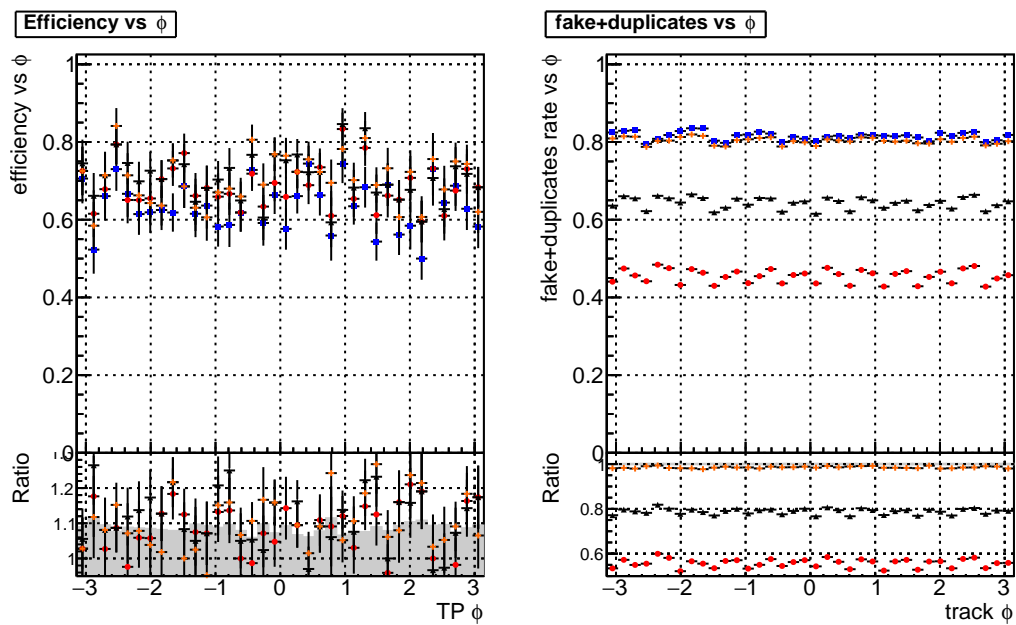 Efficiency vs ϕ
efficiency vs ϕ
1
0.8
0.6
0.4
0.2
0
Ratio
1.2
1.1
1
−3 −2 −1 0 1 2 3
TP ϕ
fake+duplicates vs ϕ
fake+duplicates rate vs ϕ
1
0.8
0.6
0.4
0.2
0
Ratio
1
0.8
0.6
−3 −2 −1 0 1 2 3
track ϕ